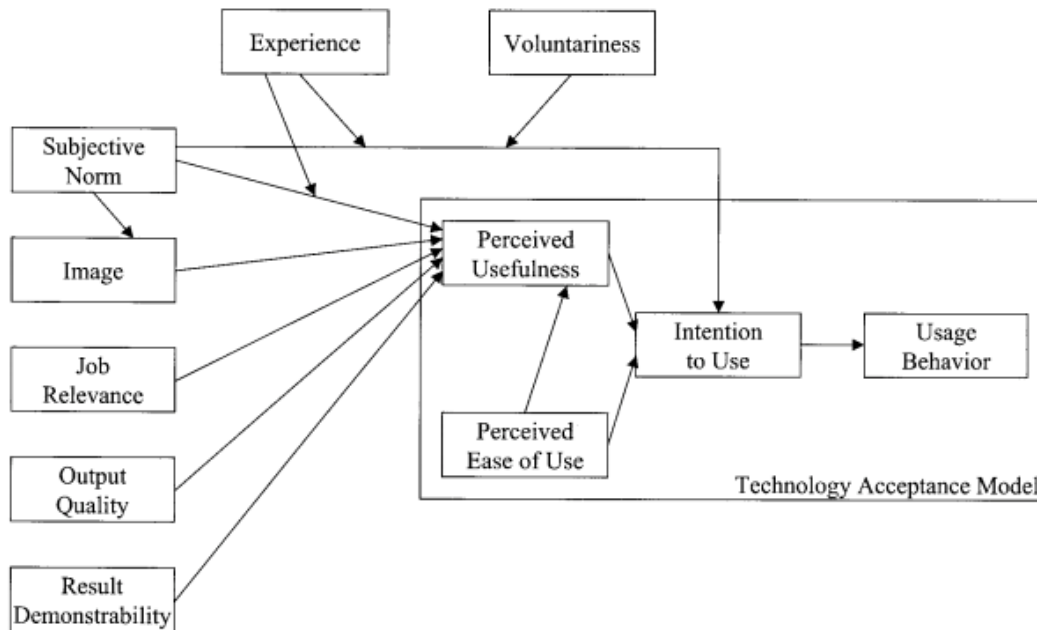 Experience
Voluntariness
Subjective
Norm
Image
Perceived
Usefulness
Intention
to Use
Usage
Behavior
Job
Relevance
Perceived
Ease of Use
Output
Quality
Technology Acceptance Model
Result
Demonstrability